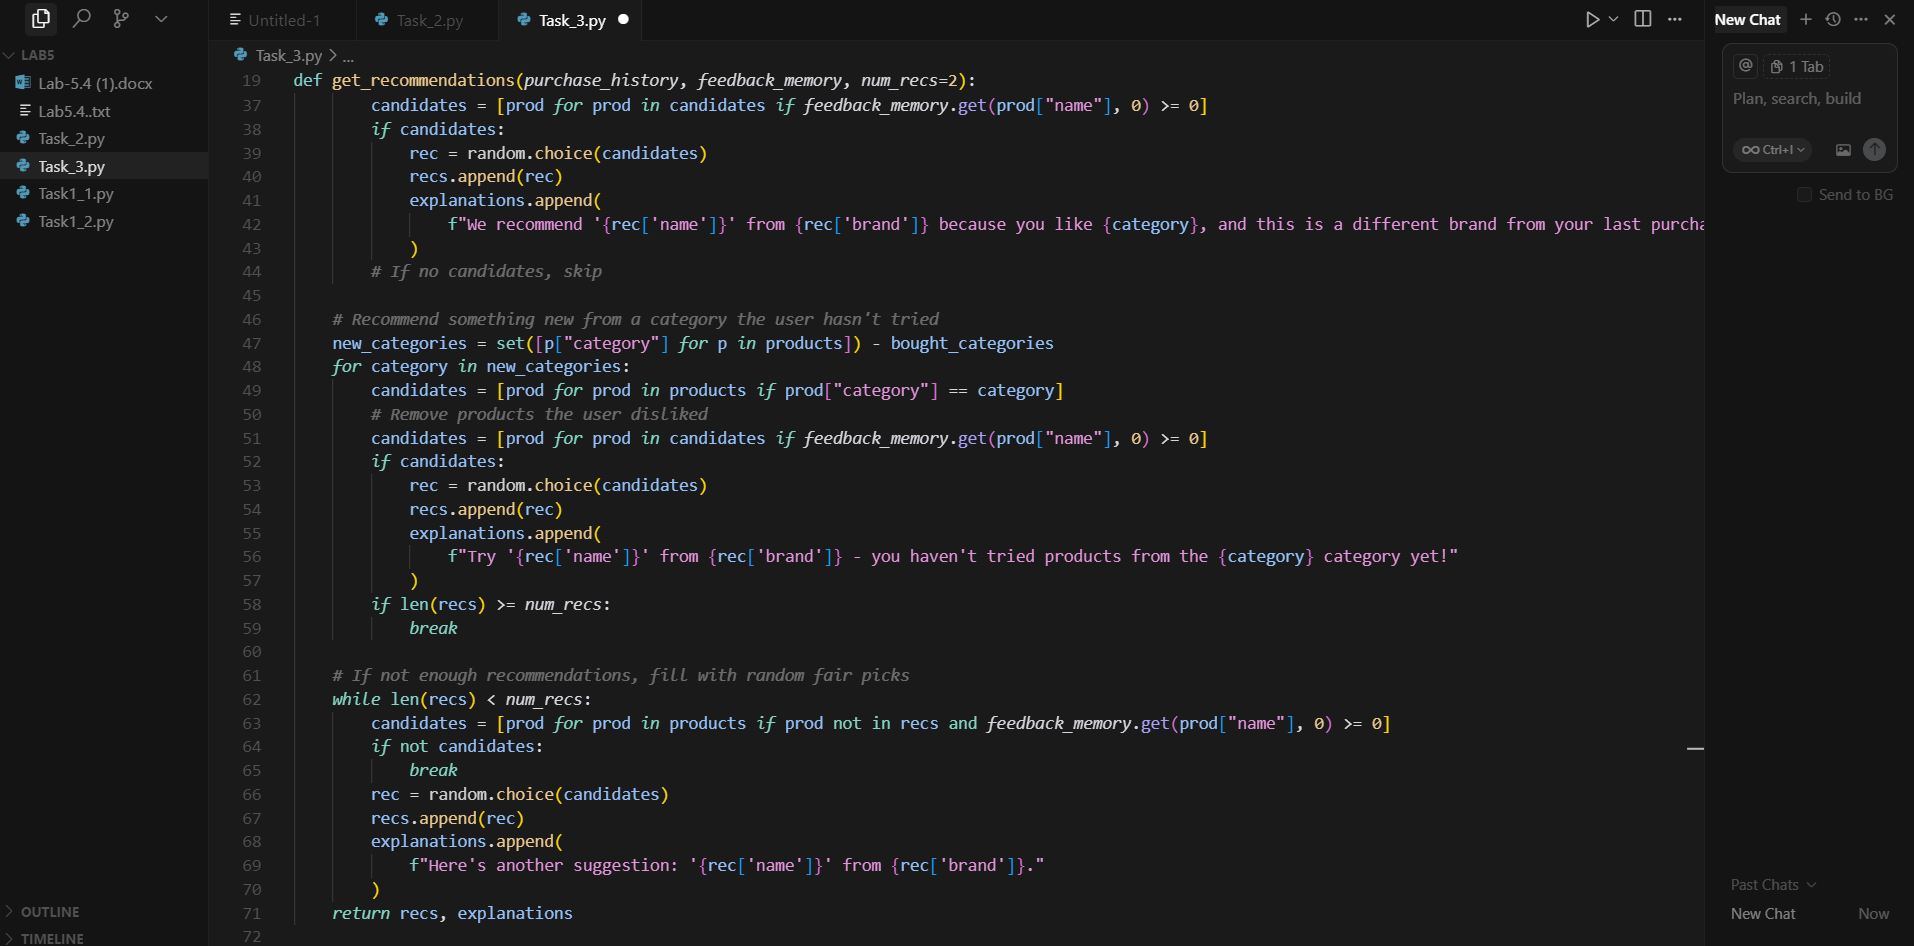 LAB5
Lab-5.4 (1).docx
Lab5.4..txt
Task_2.py
Task_3.py
Task1_1.py
Task1_2.py
OUTLINE
TIMELINE
Untitled-1
Task_2.py
Task_3.py
Task_3.py > ...
19 def get_recommendations(purchase_history, feedback_memory, num_recs=2):
37 candidates = [prod for prod in candidates if feedback_memory.get(prod["name"], 0) >= 0]
38 if candidates:
39 rec = random.choice(candidates)
40 recs.append(rec)
41 explanations.append(
42 f"We recommend '{rec['name']}' from {rec['brand']} because you like {category}, and this is a different brand from your last purcha
43 )
44 # If no candidates, skip
45
46 # Recommend something new from a category the user hasn't tried
47 new_categories = set([p["category"] for p in products]) - bought_categories
48 for category in new_categories:
49 candidates = [prod for prod in products if prod["category"] == category]
50 # Remove products the user disliked
51 candidates = [prod for prod in candidates if feedback_memory.get(prod["name"], 0) >= 0]
52 if candidates:
53 rec = random.choice(candidates)
54 recs.append(rec)
55 explanations.append(
56 f"Try '{rec['name']}' from {rec['brand']} - you haven't tried products from the {category} category yet!"
57 )
58 if len(recs) >= num_recs:
59 break
60
61 # If not enough recommendations, fill with random fair picks
62 while len(recs) < num_recs:
63 candidates = [prod for prod in products if prod not in recs and feedback_memory.get(prod["name"], 0) >= 0]
64 if not candidates:
65 break
66 rec = random.choice(candidates)
67 recs.append(rec)
68 explanations.append(
69 f"Here's another suggestion: '{rec['name']}' from {rec['brand']}."
70 )
71 return recs, explanations
72
New Chat
@ 1 Tab
Plan, search, build
∞ Ctrl+I
Send to BG
Past Chats
New Chat Now